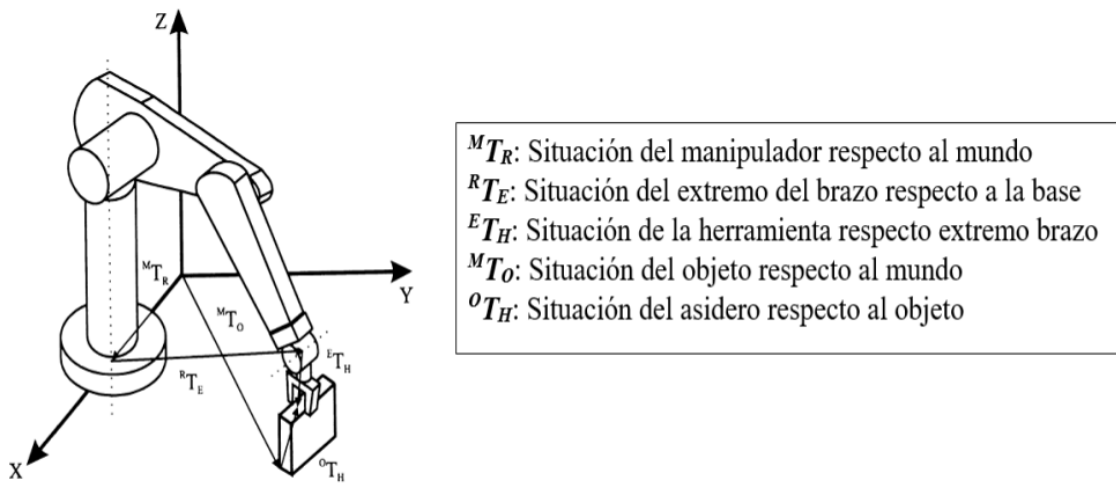 Z
Y
X
ᴹT_R
ᴹT_O
ᴿT_E
ᴱT_H
ᴼT_H
ᴹT_R: Situación del manipulador respecto al mundo
ᴿT_E: Situación del extremo del brazo respecto a la base
ᴱT_H: Situación de la herramienta respecto extremo brazo
ᴹT_O: Situación del objeto respecto al mundo
ᴼT_H: Situación del asidero respecto al objeto